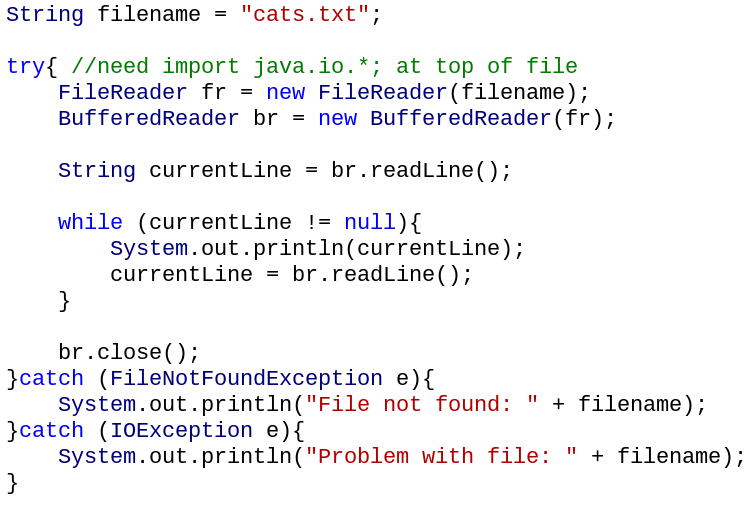 String filename = "cats.txt";

try{ //need import java.io.*; at top of file
    FileReader fr = new FileReader(filename);
    BufferedReader br = new BufferedReader(fr);

    String currentLine = br.readLine();

    while (currentLine != null){
        System.out.println(currentLine);
        currentLine = br.readLine();
    }

    br.close();
}catch (FileNotFoundException e){
    System.out.println("File not found: " + filename);
}catch (IOException e){
    System.out.println("Problem with file: " + filename);
}